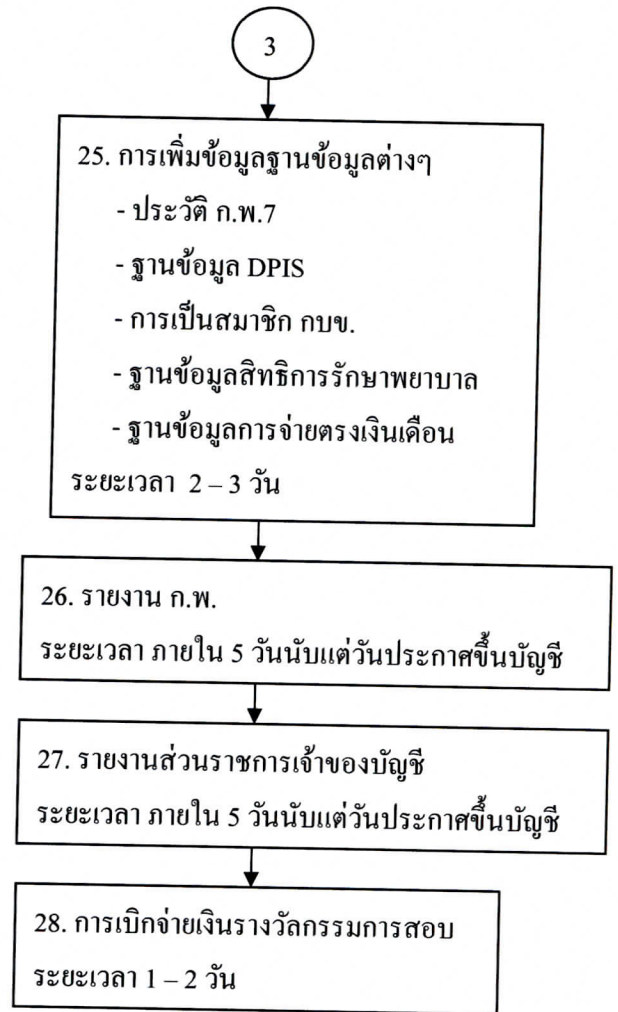 3
25. การเพิ่มข้อมูลฐานข้อมูลต่างๆ
- ประวัติ ก.พ.7
- ฐานข้อมูล DPIS
- การเป็นสมาชิก กบข.
- ฐานข้อมูลสิทธิการรักษาพยาบาล
- ฐานข้อมูลการจ่ายตรงเงินเดือน
ระยะเวลา 2 – 3 วัน
26. รายงาน ก.พ.
ระยะเวลา ภายใน 5 วันนับแต่วันประกาศขึ้นบัญชี
27. รายงานส่วนราชการเจ้าของบัญชี
ระยะเวลา ภายใน 5 วันนับแต่วันประกาศขึ้นบัญชี
28. การเบิกจ่ายเงินรางวัลกรรมการสอบ
ระยะเวลา 1 – 2 วัน